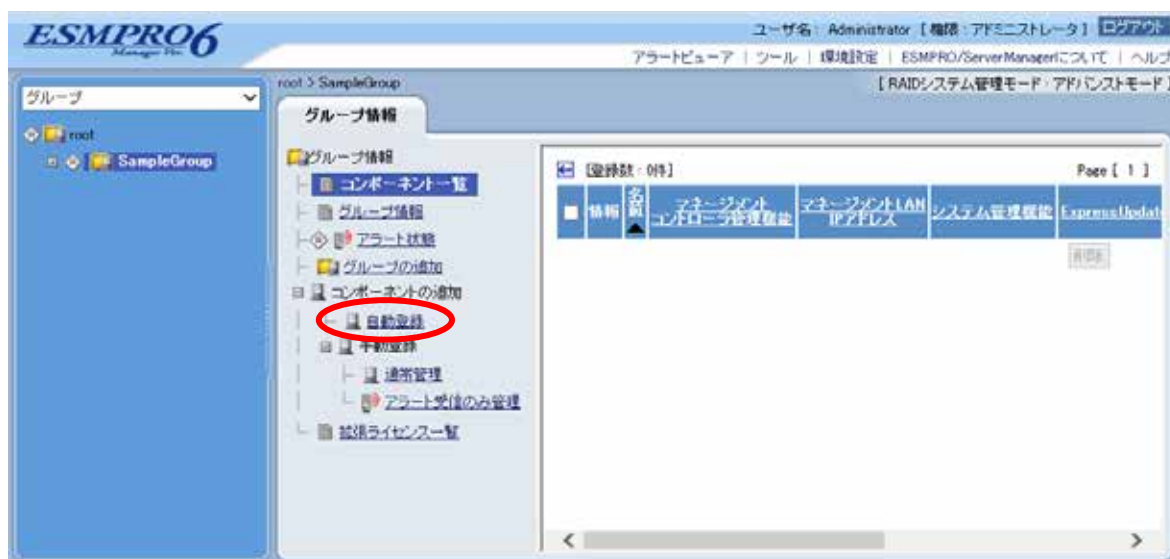 ESMPRO6
Manager Ver.
ユーザ名: Administrator [権限:アドミニストレータ] ログアウト
アラートビューア | ツール | 環境設定 | ESMPRO/ServerManagerについて | ヘルプ
グループ
root > SampleGroup
[ RAIDシステム管理モード:アドバンストモード ]
root
SampleGroup
グループ情報
グループ情報
コンポーネント一覧
グループ情報
アラート状態
グループの追加
コンポーネントの追加
自動登録
手動登録
通常管理
アラート受信のみ管理
拡張ライセンス一覧
[登録数:0件]
Page [ 1 ]
情報
名前
マネージメント
コントローラ管理機能
マネージメントLAN
IPアドレス
システム管理機能
ExpressUpdat
削除